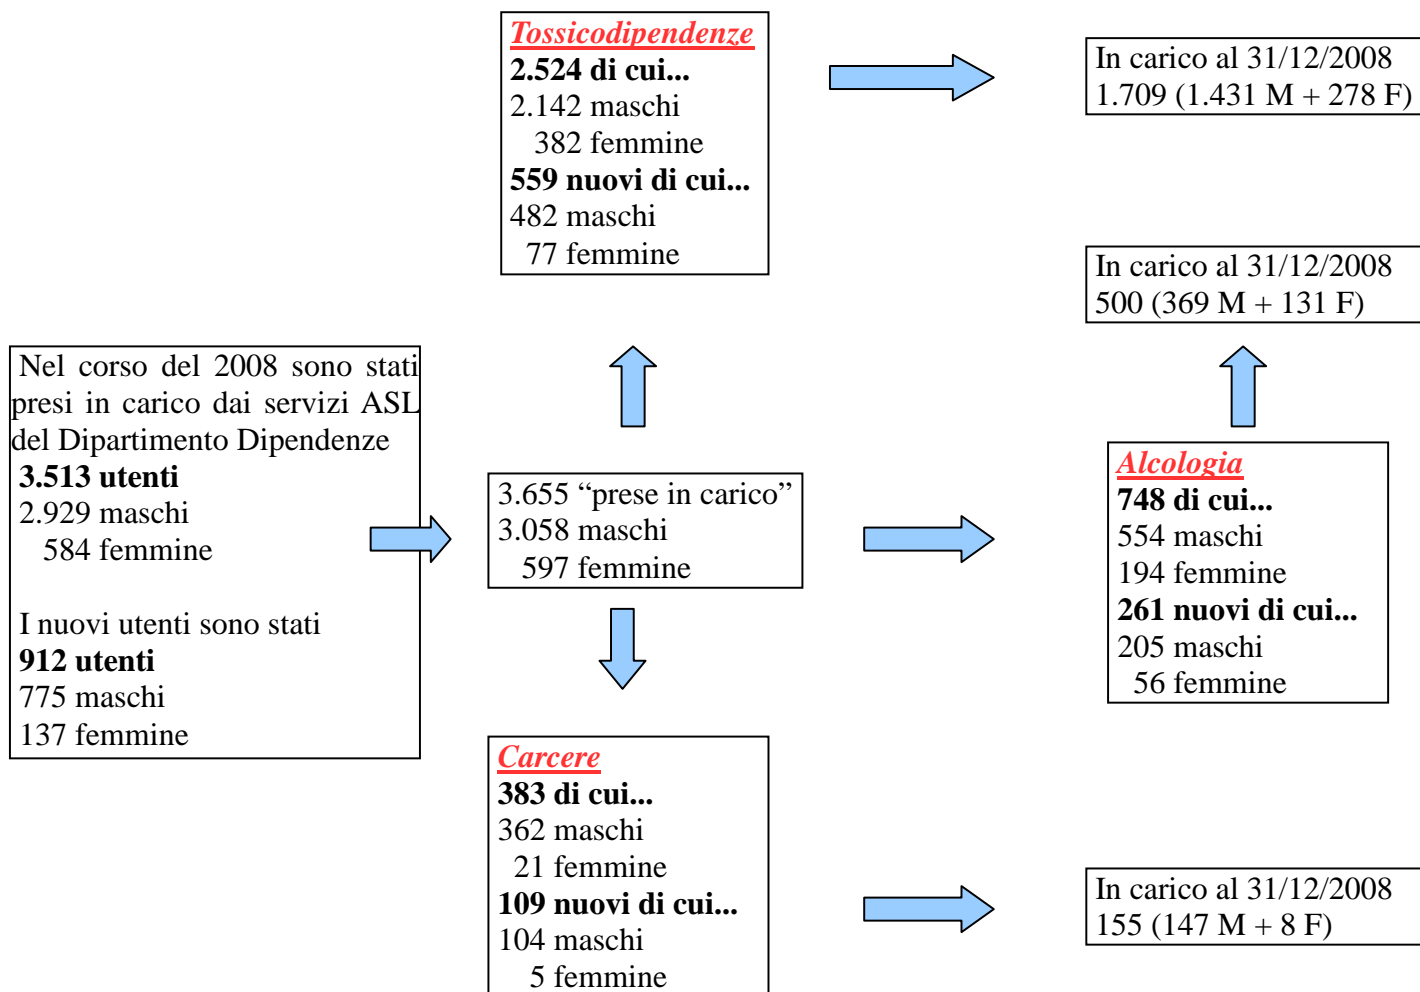 Tossicodipendenze
2.524 di cui...
2.142 maschi
382 femmine
559 nuovi di cui...
482 maschi
77 femmine
In carico al 31/12/2008
1.709 (1.431 M + 278 F)
In carico al 31/12/2008
500 (369 M + 131 F)
Nel corso del 2008 sono stati
presi in carico dai servizi ASL
del Dipartimento Dipendenze
3.513 utenti
2.929 maschi
584 femmine
I nuovi utenti sono stati
912 utenti
775 maschi
137 femmine
3.655 “prese in carico”
3.058 maschi
597 femmine
Alcologia
748 di cui...
554 maschi
194 femmine
261 nuovi di cui...
205 maschi
56 femmine
Carcere
383 di cui...
362 maschi
21 femmine
109 nuovi di cui...
104 maschi
5 femmine
In carico al 31/12/2008
155 (147 M + 8 F)